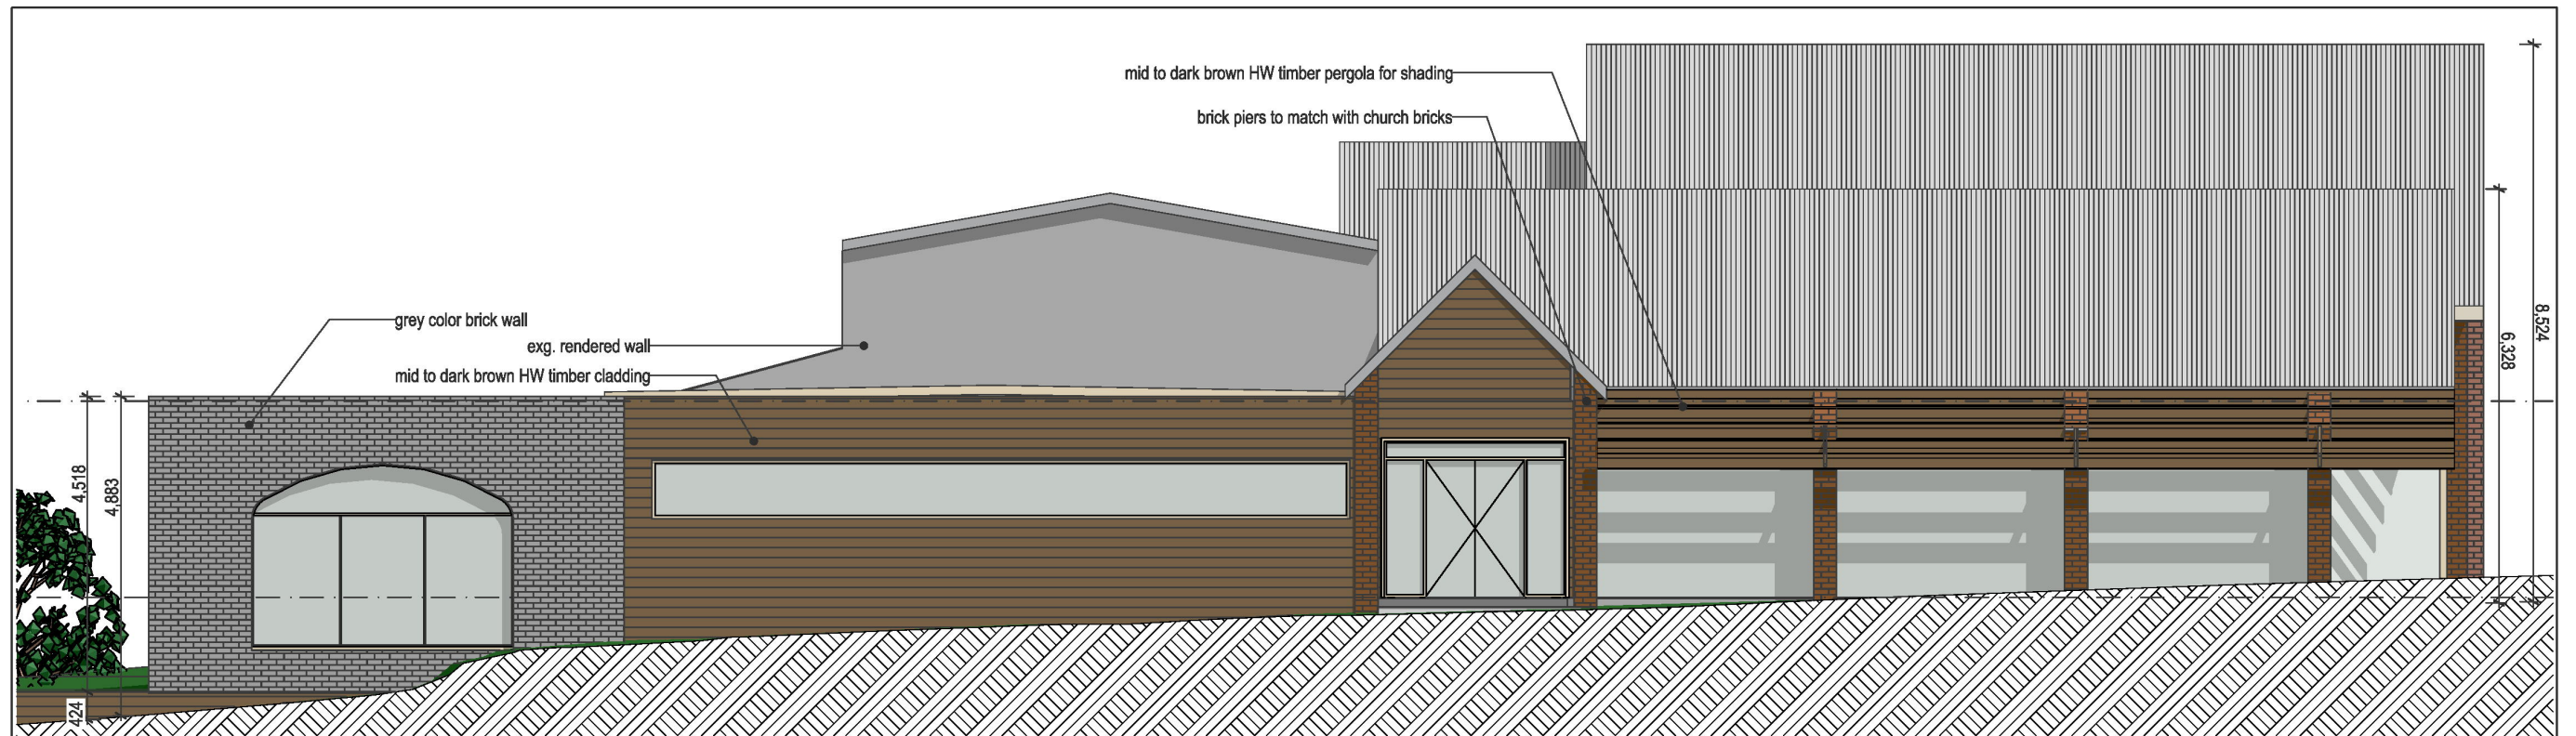 mid to dark brown HW timber pergola for shading
brick piers to match with church bricks
grey color brick wall
exg. rendered wall
mid to dark brown HW timber cladding
4,518
4,883
424
6,328
8,524